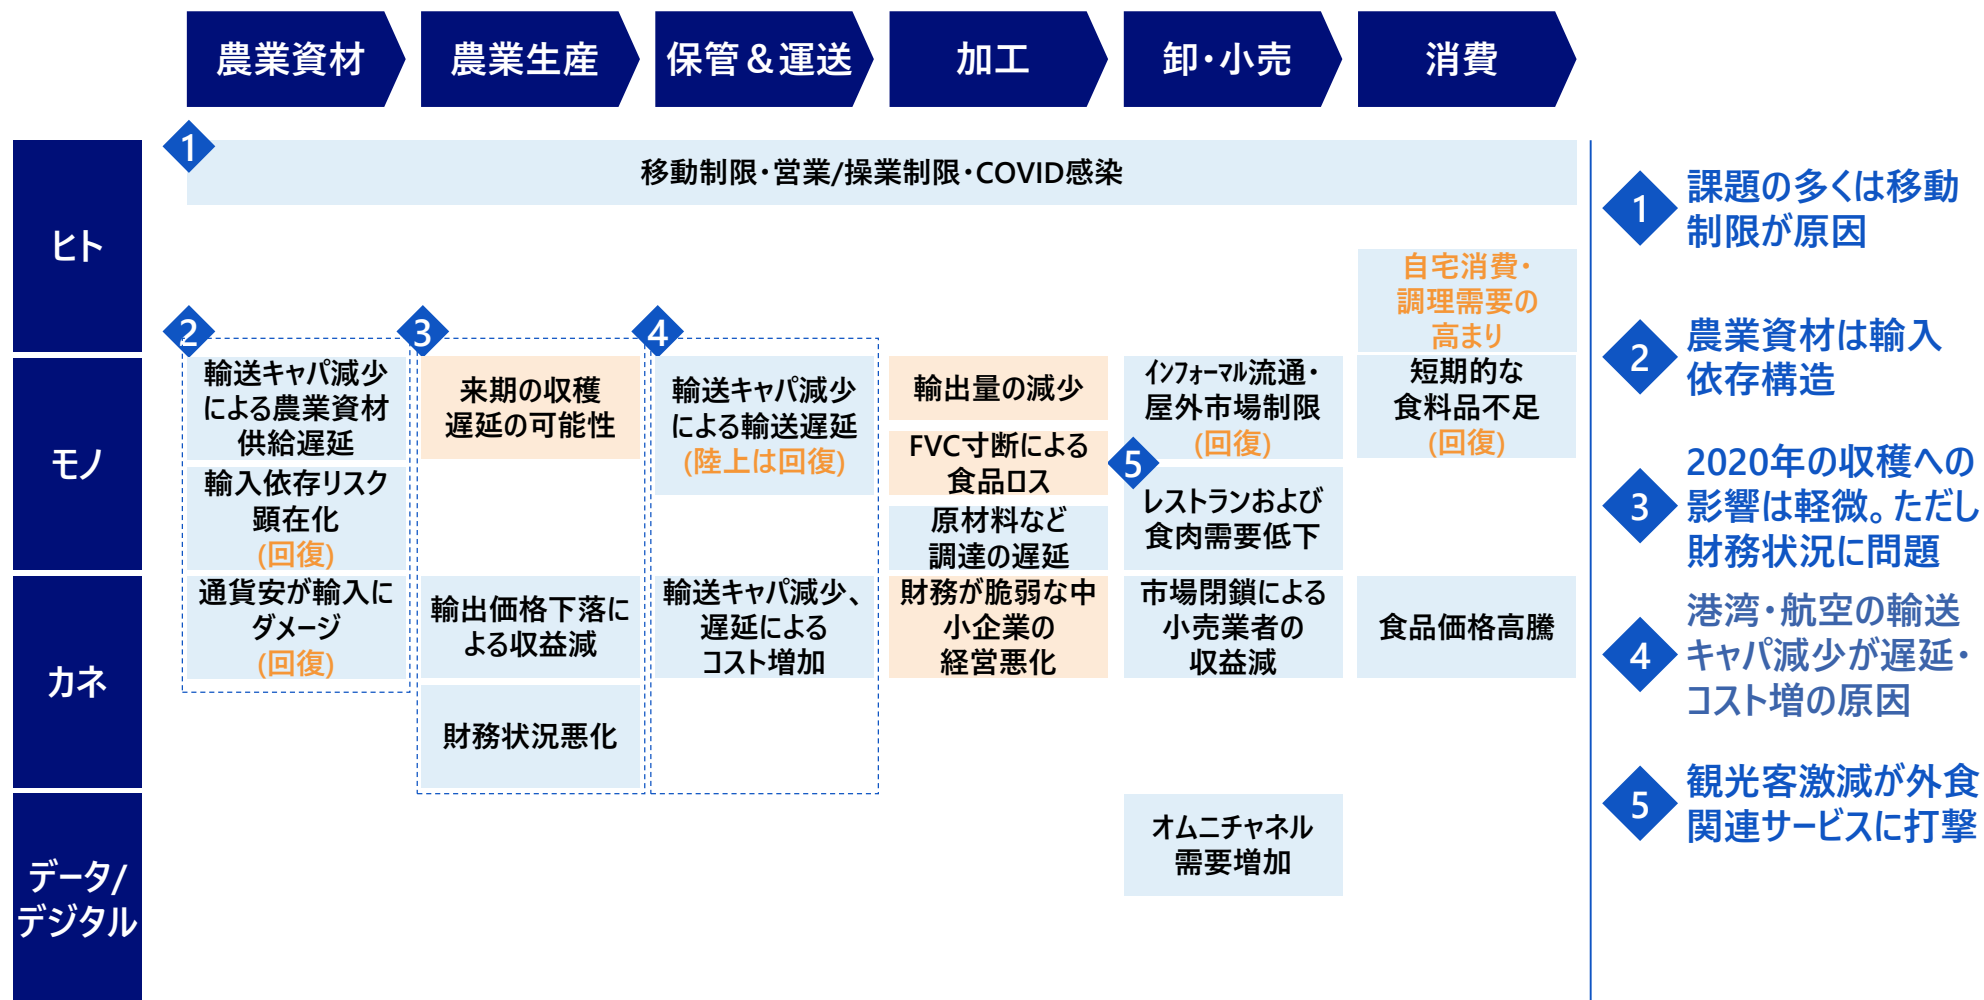 農業資材
農業生産
保管＆運送
加工
卸・小売
消費
ヒト
1
移動制限・営業/操業制限・COVID感染
自宅消費・
調理需要の
高まり
モノ
2
輸送キャパ減少
による農業資材
供給遅延
輸入依存リスク
顕在化
(回復)
3
来期の収穫
遅延の可能性
4
輸送キャパ減少
による輸送遅延
(陸上は回復)
輸出量の減少
FVC寸断による
食品ロス
原材料など
調達の遅延
インフォーマル流通・
屋外市場制限
(回復)
5
レストランおよび
食肉需要低下
短期的な
食料品不足
(回復)
カネ
通貨安が輸入に
ダメージ
(回復)
輸出価格下落に
よる収益減
財務状況悪化
輸送キャパ減少、
遅延による
コスト増加
財務が脆弱な中
小企業の
経営悪化
市場閉鎖による
小売業者の
収益減
食品価格高騰
データ/
デジタル
オムニチャネル
需要増加
1
課題の多くは移動
制限が原因
2
農業資材は輸入
依存構造
3
2020年の収穫への
影響は軽微。ただし
財務状況に問題
4
港湾・航空の輸送
キャパ減少が遅延・
コスト増の原因
5
観光客激減が外食
関連サービスに打撃